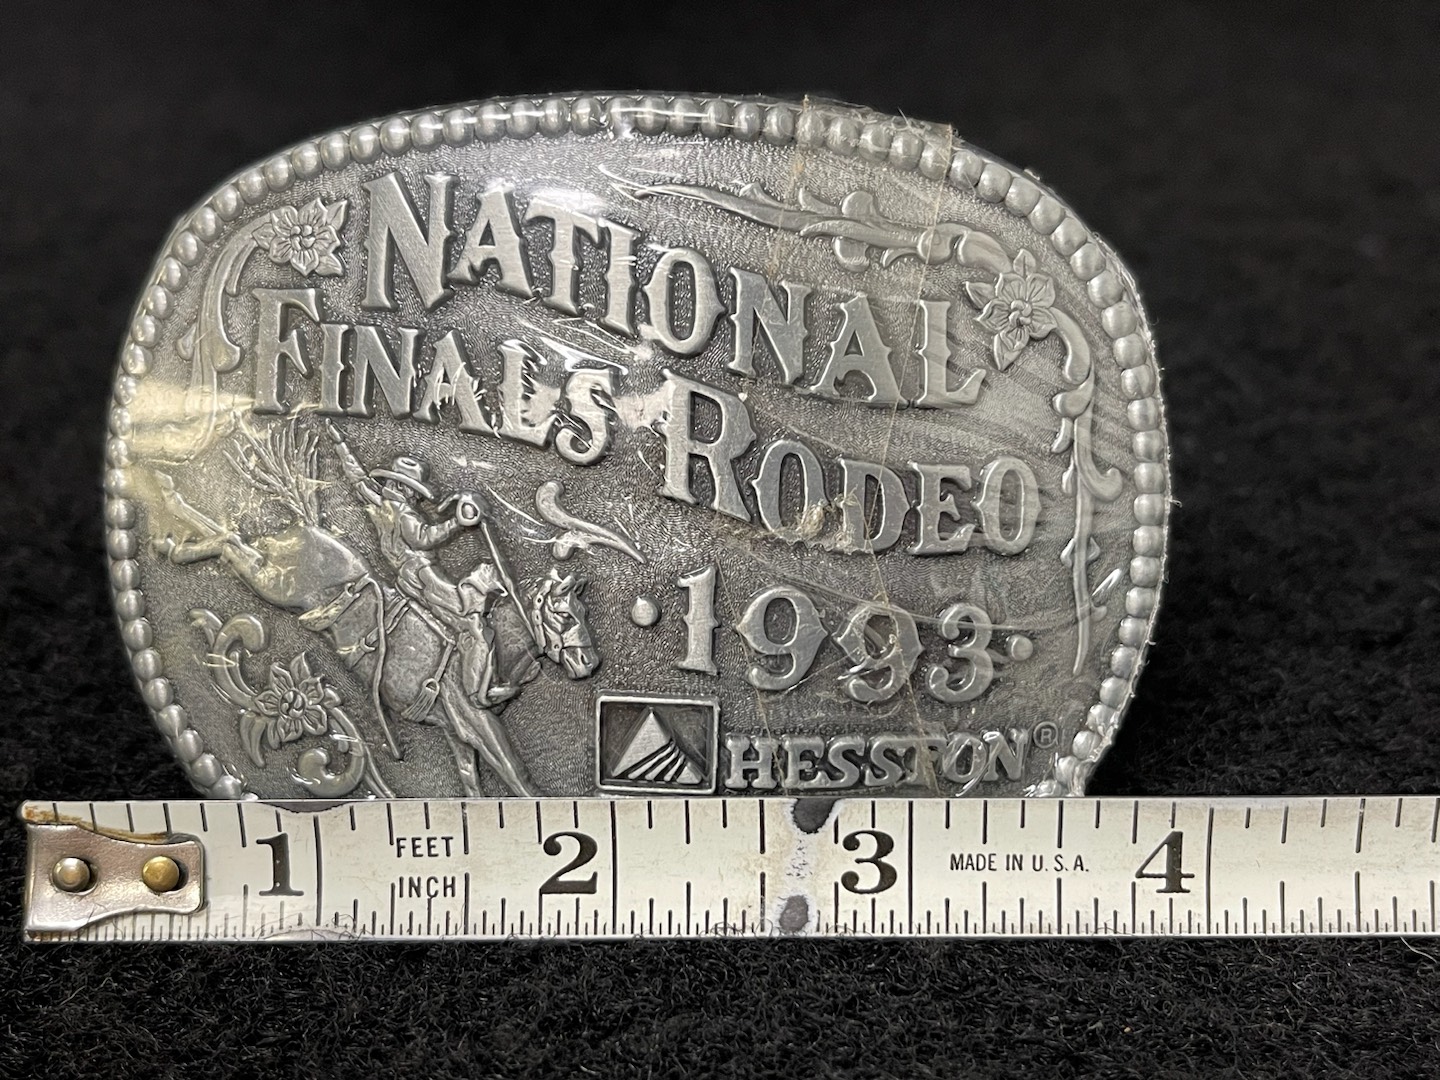 NATIONAL
FINALS RODEO
·1993·
HESSTON®
1 FEET 2 3 MADE IN U.S.A. 4
INCH